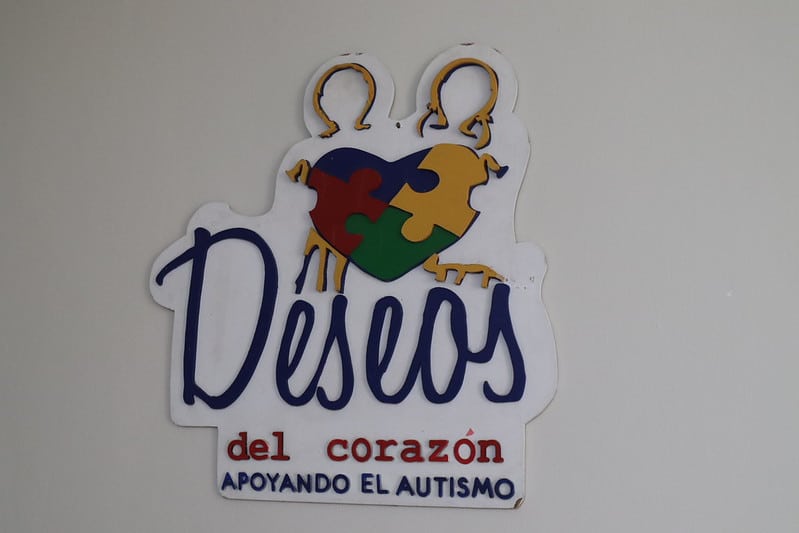 Deseos
del corazón
APOYANDO EL AUTISMO